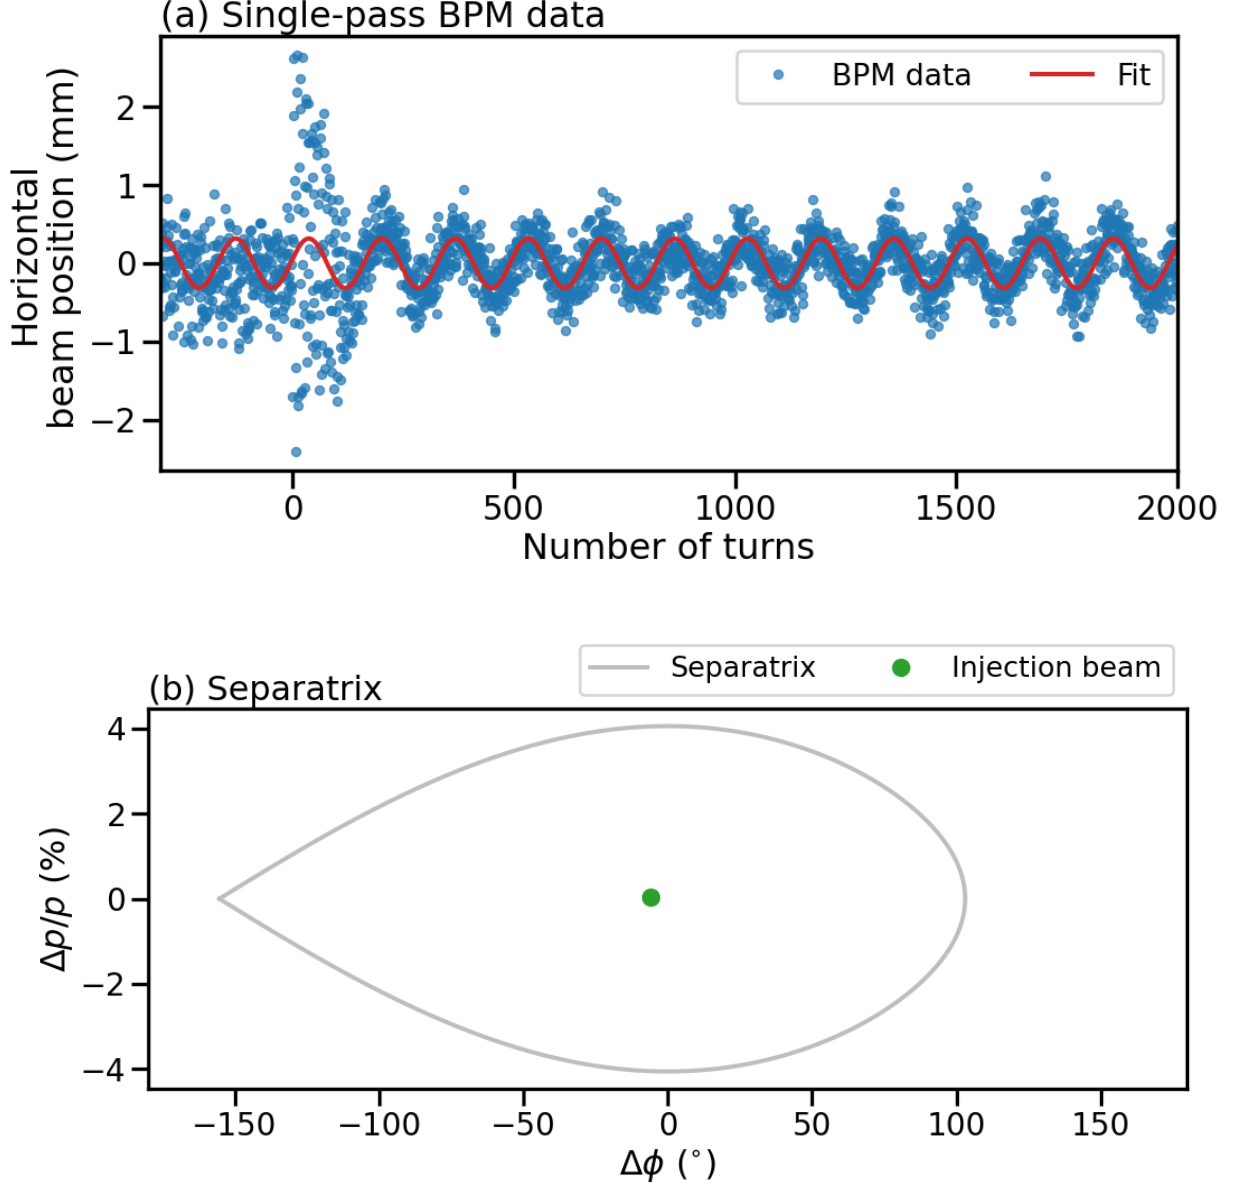 (a) Single-pass BPM data
BPM data
Fit
Horizontal
beam position (mm)
2
1
0
−1
−2
0
500
1000
1500
2000
Number of turns
Separatrix
Injection beam
(b) Separatrix
Δp/p (%)
4
2
0
−2
−4
−150
−100
−50
0
50
100
150
Δϕ (°)